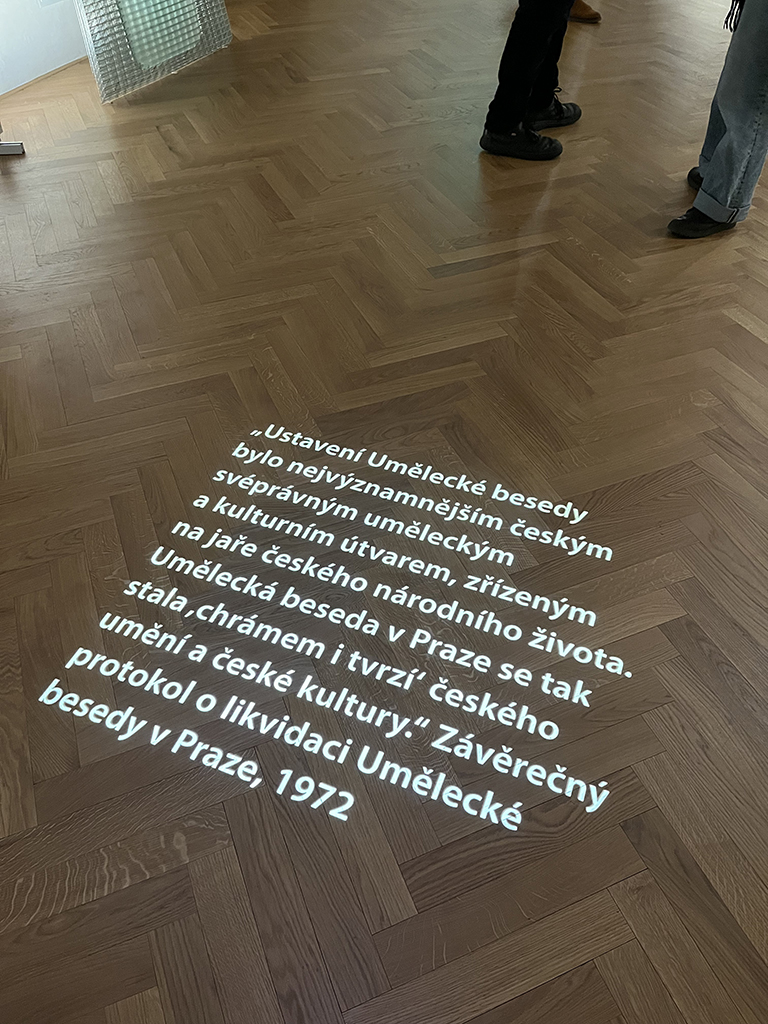 „Ustavení Umělecké besedy
bylo nejvýznamnějším českým
svéprávným uměleckým
a kulturním útvarem, zřízeným
na jaře českého národního života.
Umělecká beseda v Praze se tak
stala ‚chrámem i tvrzí‘ českého
umění a české kultury.“ Závěrečný
protokol o likvidaci Umělecké
besedy v Praze, 1972